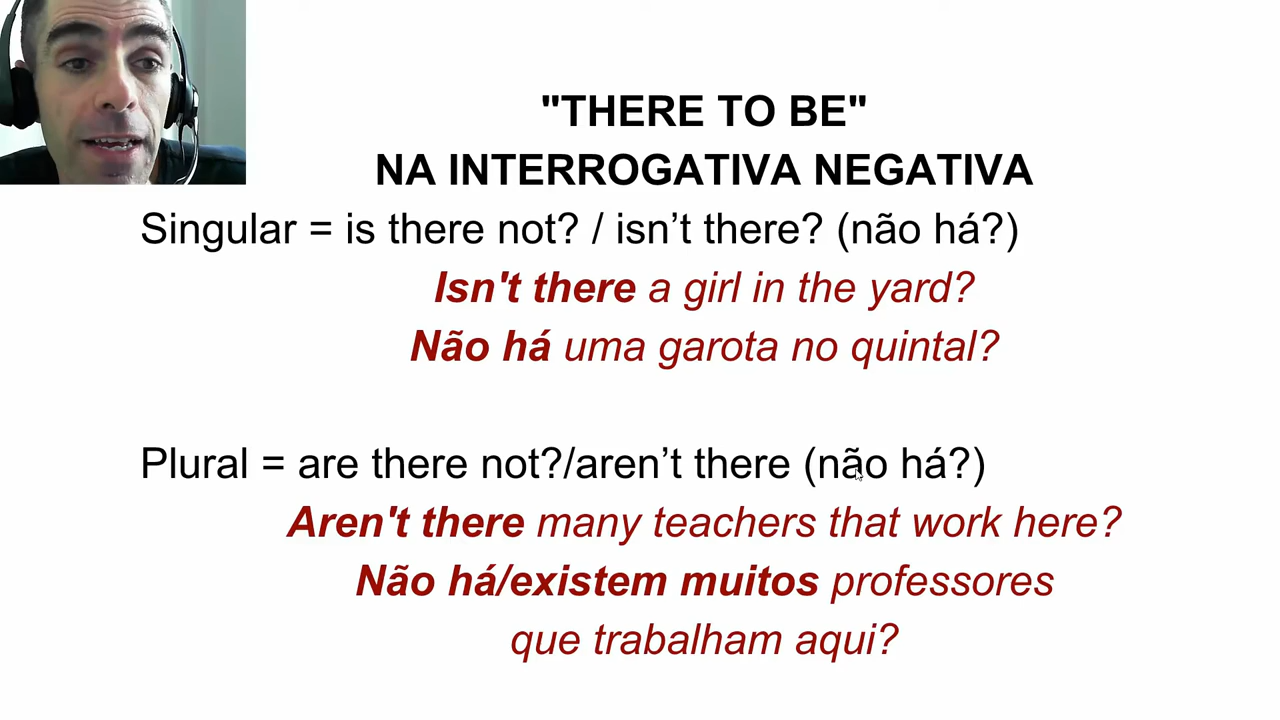 "THERE TO BE"
NA INTERROGATIVA NEGATIVA
Singular = is there not? / isn’t there? (não há?)
Isn't there a girl in the yard?
Não há uma garota no quintal?
Plural = are there not?/aren’t there (não há?)
Aren't there many teachers that work here?
Não há/existem muitos professores
que trabalham aqui?